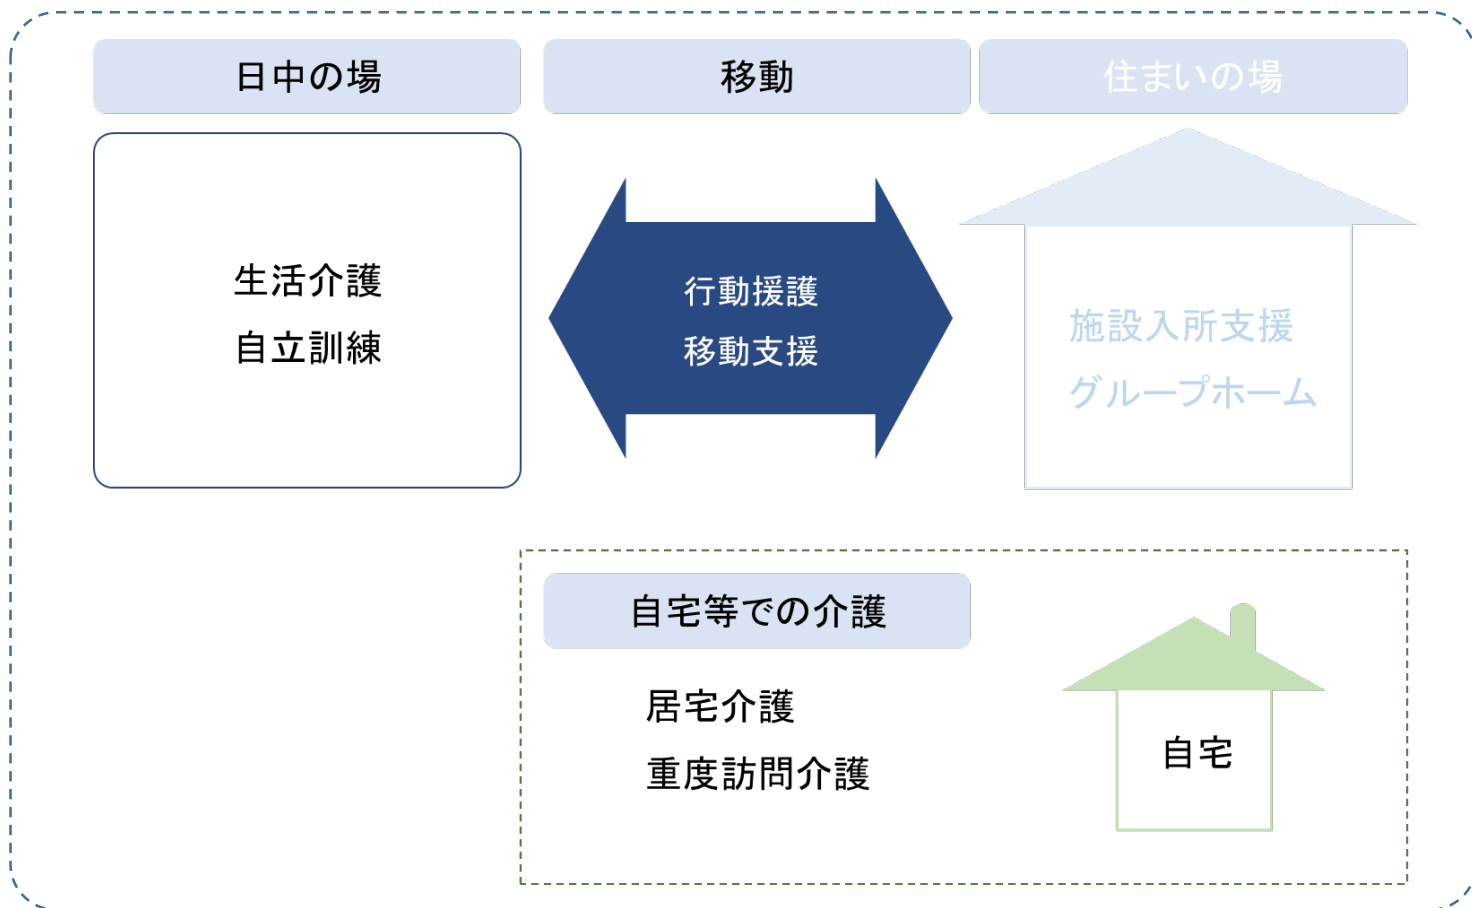 日中の場
移動
住まいの場
生活介護
自立訓練
行動援護
移動支援
施設入所支援
グループホーム
自宅等での介護
居宅介護
重度訪問介護
自宅